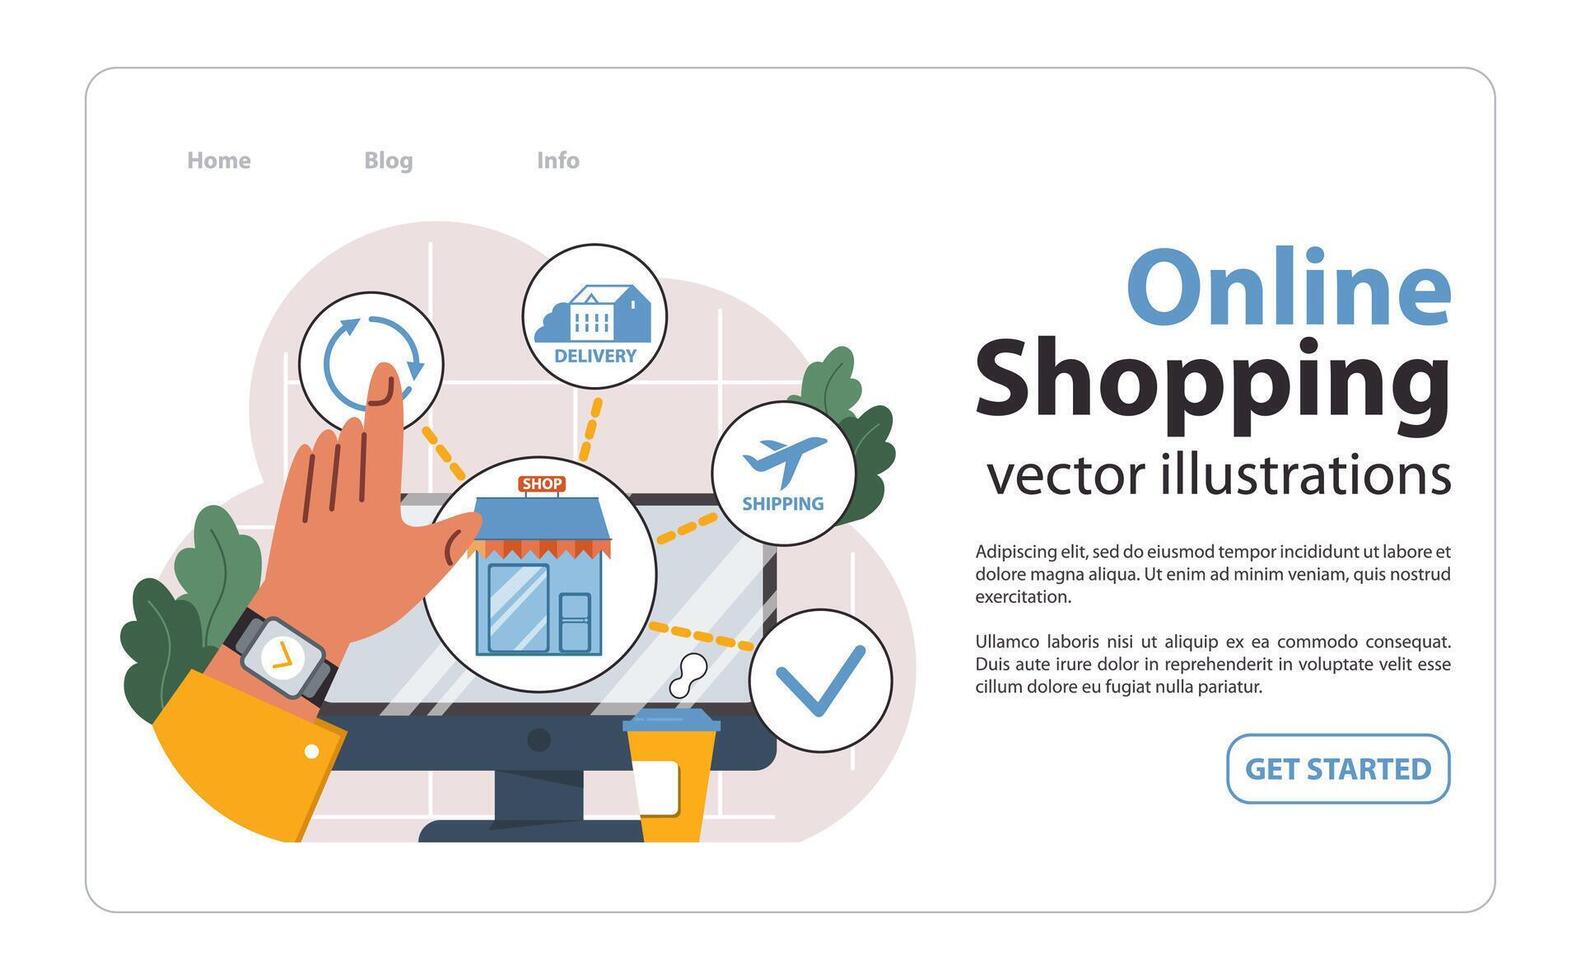 Home Blog Info
DELIVERY
SHOP
SHIPPING
Online
Shopping
vector illustrations
Adipiscing elit, sed do eiusmod tempor incididunt ut labore et
dolore magna aliqua. Ut enim ad minim veniam, quis nostrud
exercitation.
Ullamco laboris nisi ut aliquip ex ea commodo consequat.
Duis aute irure dolor in reprehenderit in voluptate velit esse
cillum dolore eu fugiat nulla pariatur.
GET STARTED